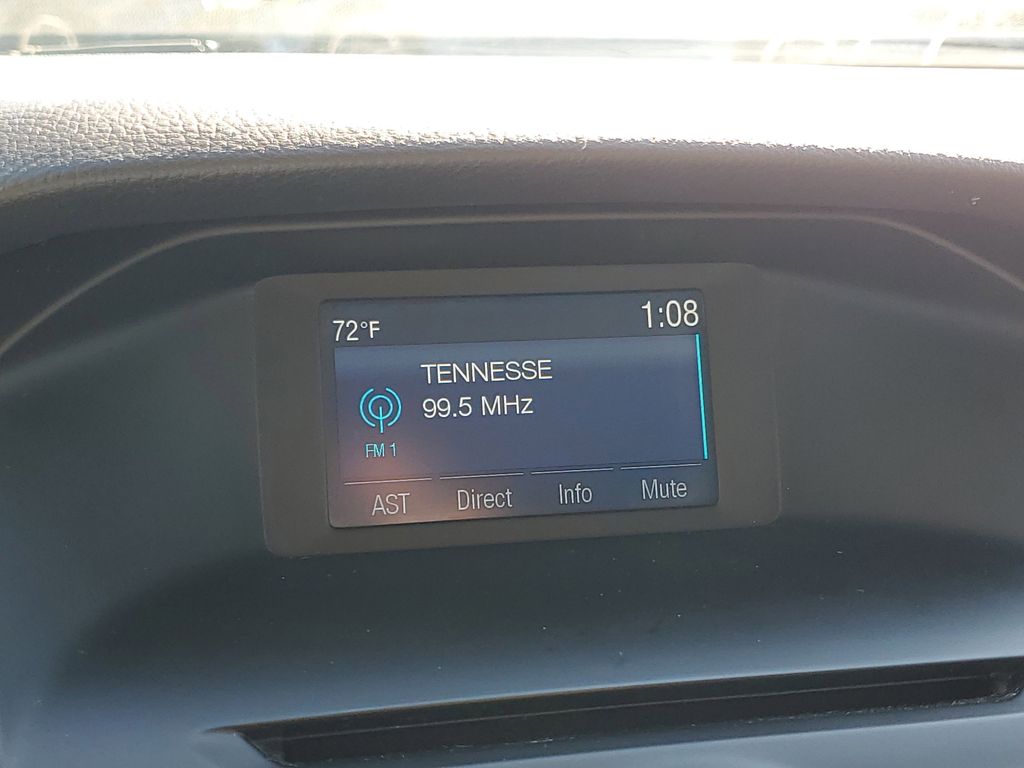 72°F 1:08
TENNESSE
99.5 MHz
FM 1
AST Direct Info Mute